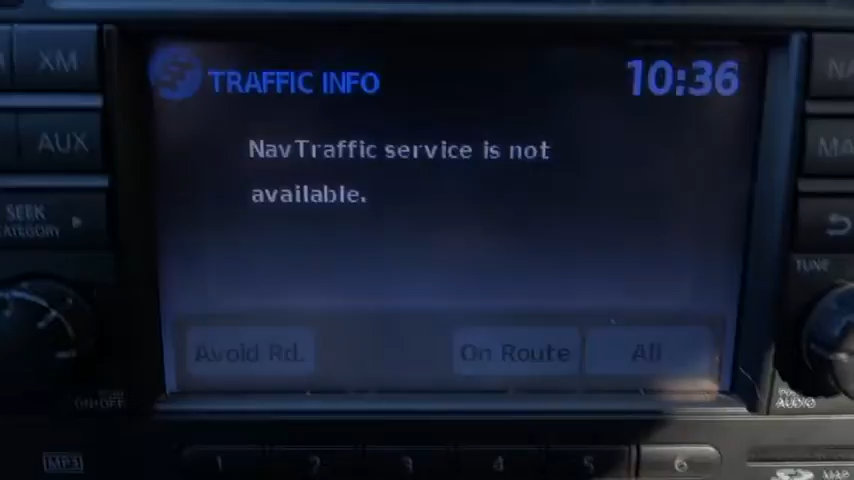 XM
TRAFFIC INFO
10:36
AUX
NavTraffic service is not
available.
SEEK
CATEGORY
TUNE
Avoid Rd.
On Route
All
ON•OFF
AUDIO
MP3
1
2
3
4
5
6
MAP